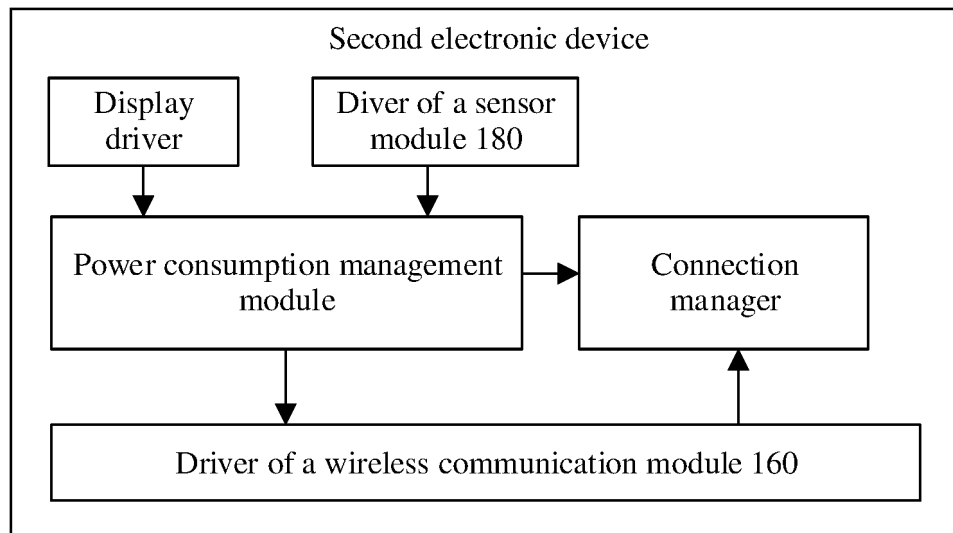 Second electronic device
Display
driver
Diver of a sensor
module 180
Power consumption management
module
Connection
manager
Driver of a wireless communication module 160